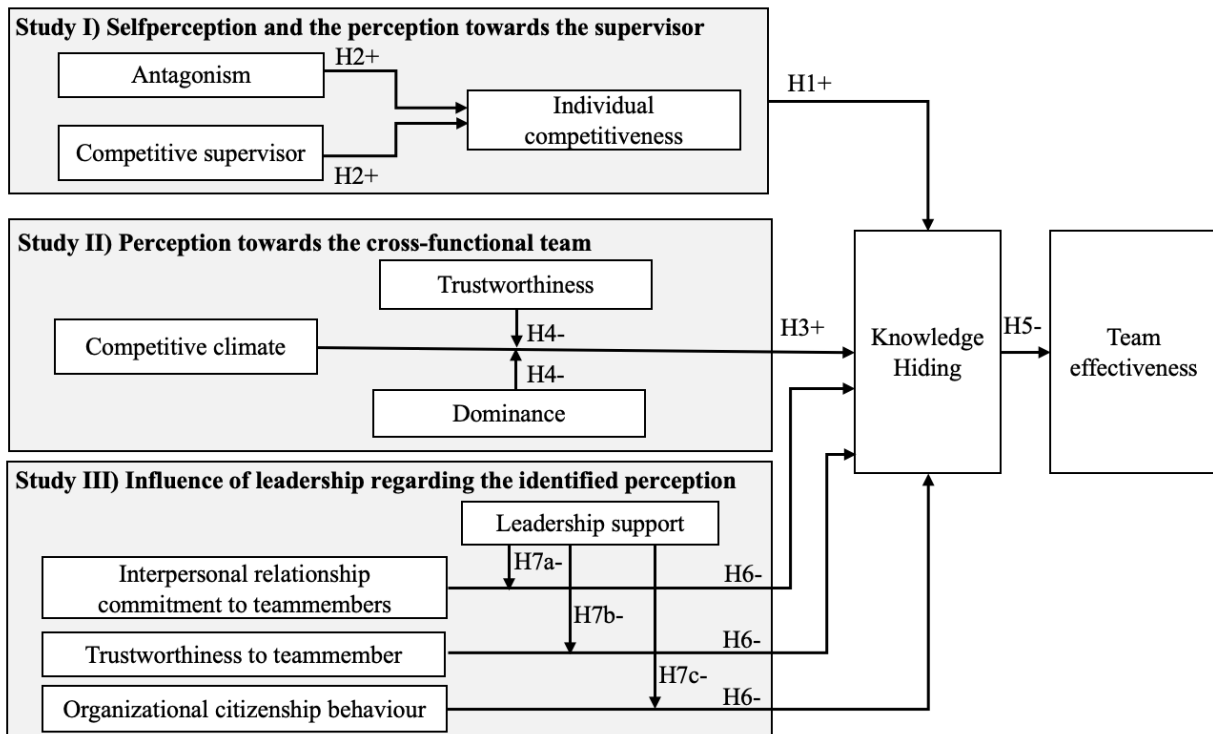 Study I) Selfperception and the perception towards the supervisor
H2+
Antagonism
Individual
competitiveness
Competitive supervisor
H2+
H1+
Study II) Perception towards the cross-functional team
Trustworthiness
H4-
Competitive climate
H4-
Dominance
H3+
Knowledge
Hiding
H5-
Team
effectiveness
Study III) Influence of leadership regarding the identified perception
Leadership support
H7a-
Interpersonal relationship
commitment to teammembers
H6-
H7b-
Trustworthiness to teammember
H6-
H7c-
Organizational citizenship behaviour
H6-